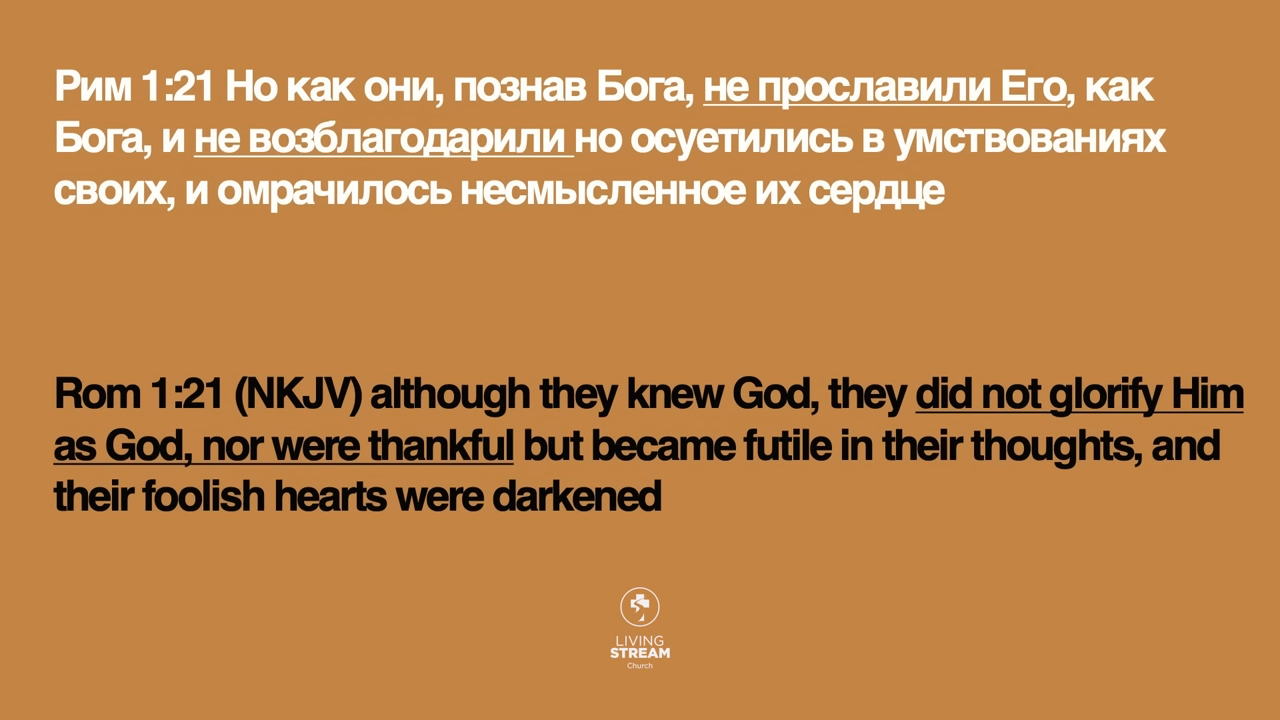 Рим 1:21 Но как они, познав Бога, не прославили Его, как
Бога, и не возблагодарили но осуетились в умствованиях
своих, и омрачилось несмысленное их сердце
Rom 1:21 (NKJV) although they knew God, they did not glorify Him
as God, nor were thankful but became futile in their thoughts, and
their foolish hearts were darkened
LIVING
STREAM
Church